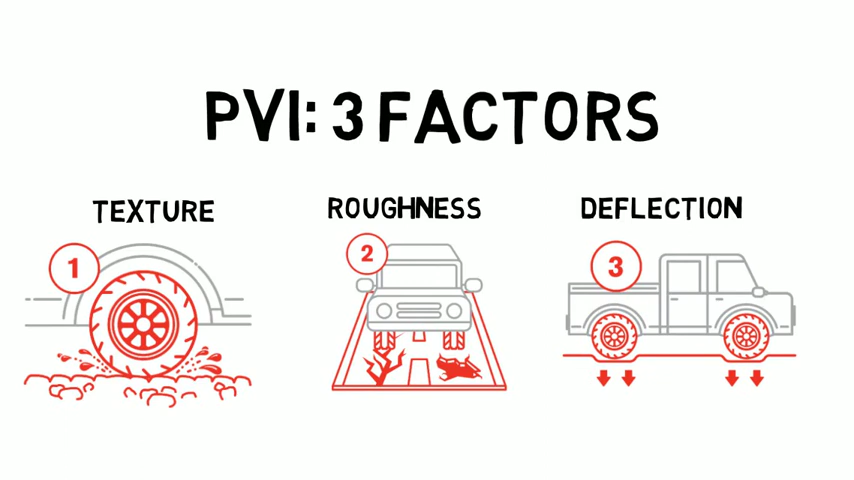 PVI: 3 FACTORS
TEXTURE
ROUGHNESS
DEFLECTION
1
2
3